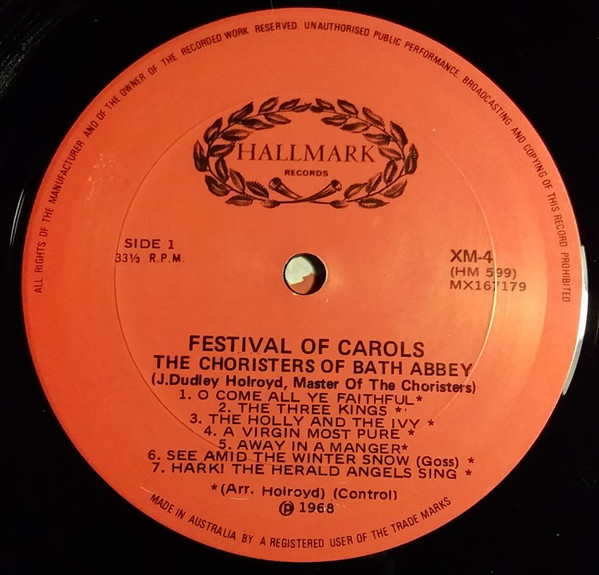 ALL RIGHTS OF THE MANUFACTURER AND OF THE OWNER OF THE RECORDED WORK RESERVED. UNAUTHORISED PUBLIC PERFORMANCE, BROADCASTING AND COPYING OF THIS RECORD PROHIBITED
HALLMARK
RECORDS
SIDE 1
33⅓ R.P.M.
XM-4
(HM 599)
MX167179
FESTIVAL OF CAROLS
THE CHORISTERS OF BATH ABBEY
(J.Dudley Holroyd, Master Of The Choristers)
1. O COME ALL YE FAITHFUL*
2. THE THREE KINGS *
3. THE HOLLY AND THE IVY *
4. A VIRGIN MOST PURE *
5. AWAY IN A MANGER*
6. SEE AMID THE WINTER SNOW (Goss) *
7. HARK! THE HERALD ANGELS SING *
*(Arr. Holroyd) (Control)
℗ 1968
MADE IN AUSTRALIA BY A REGISTERED USER OF THE TRADE MARKS